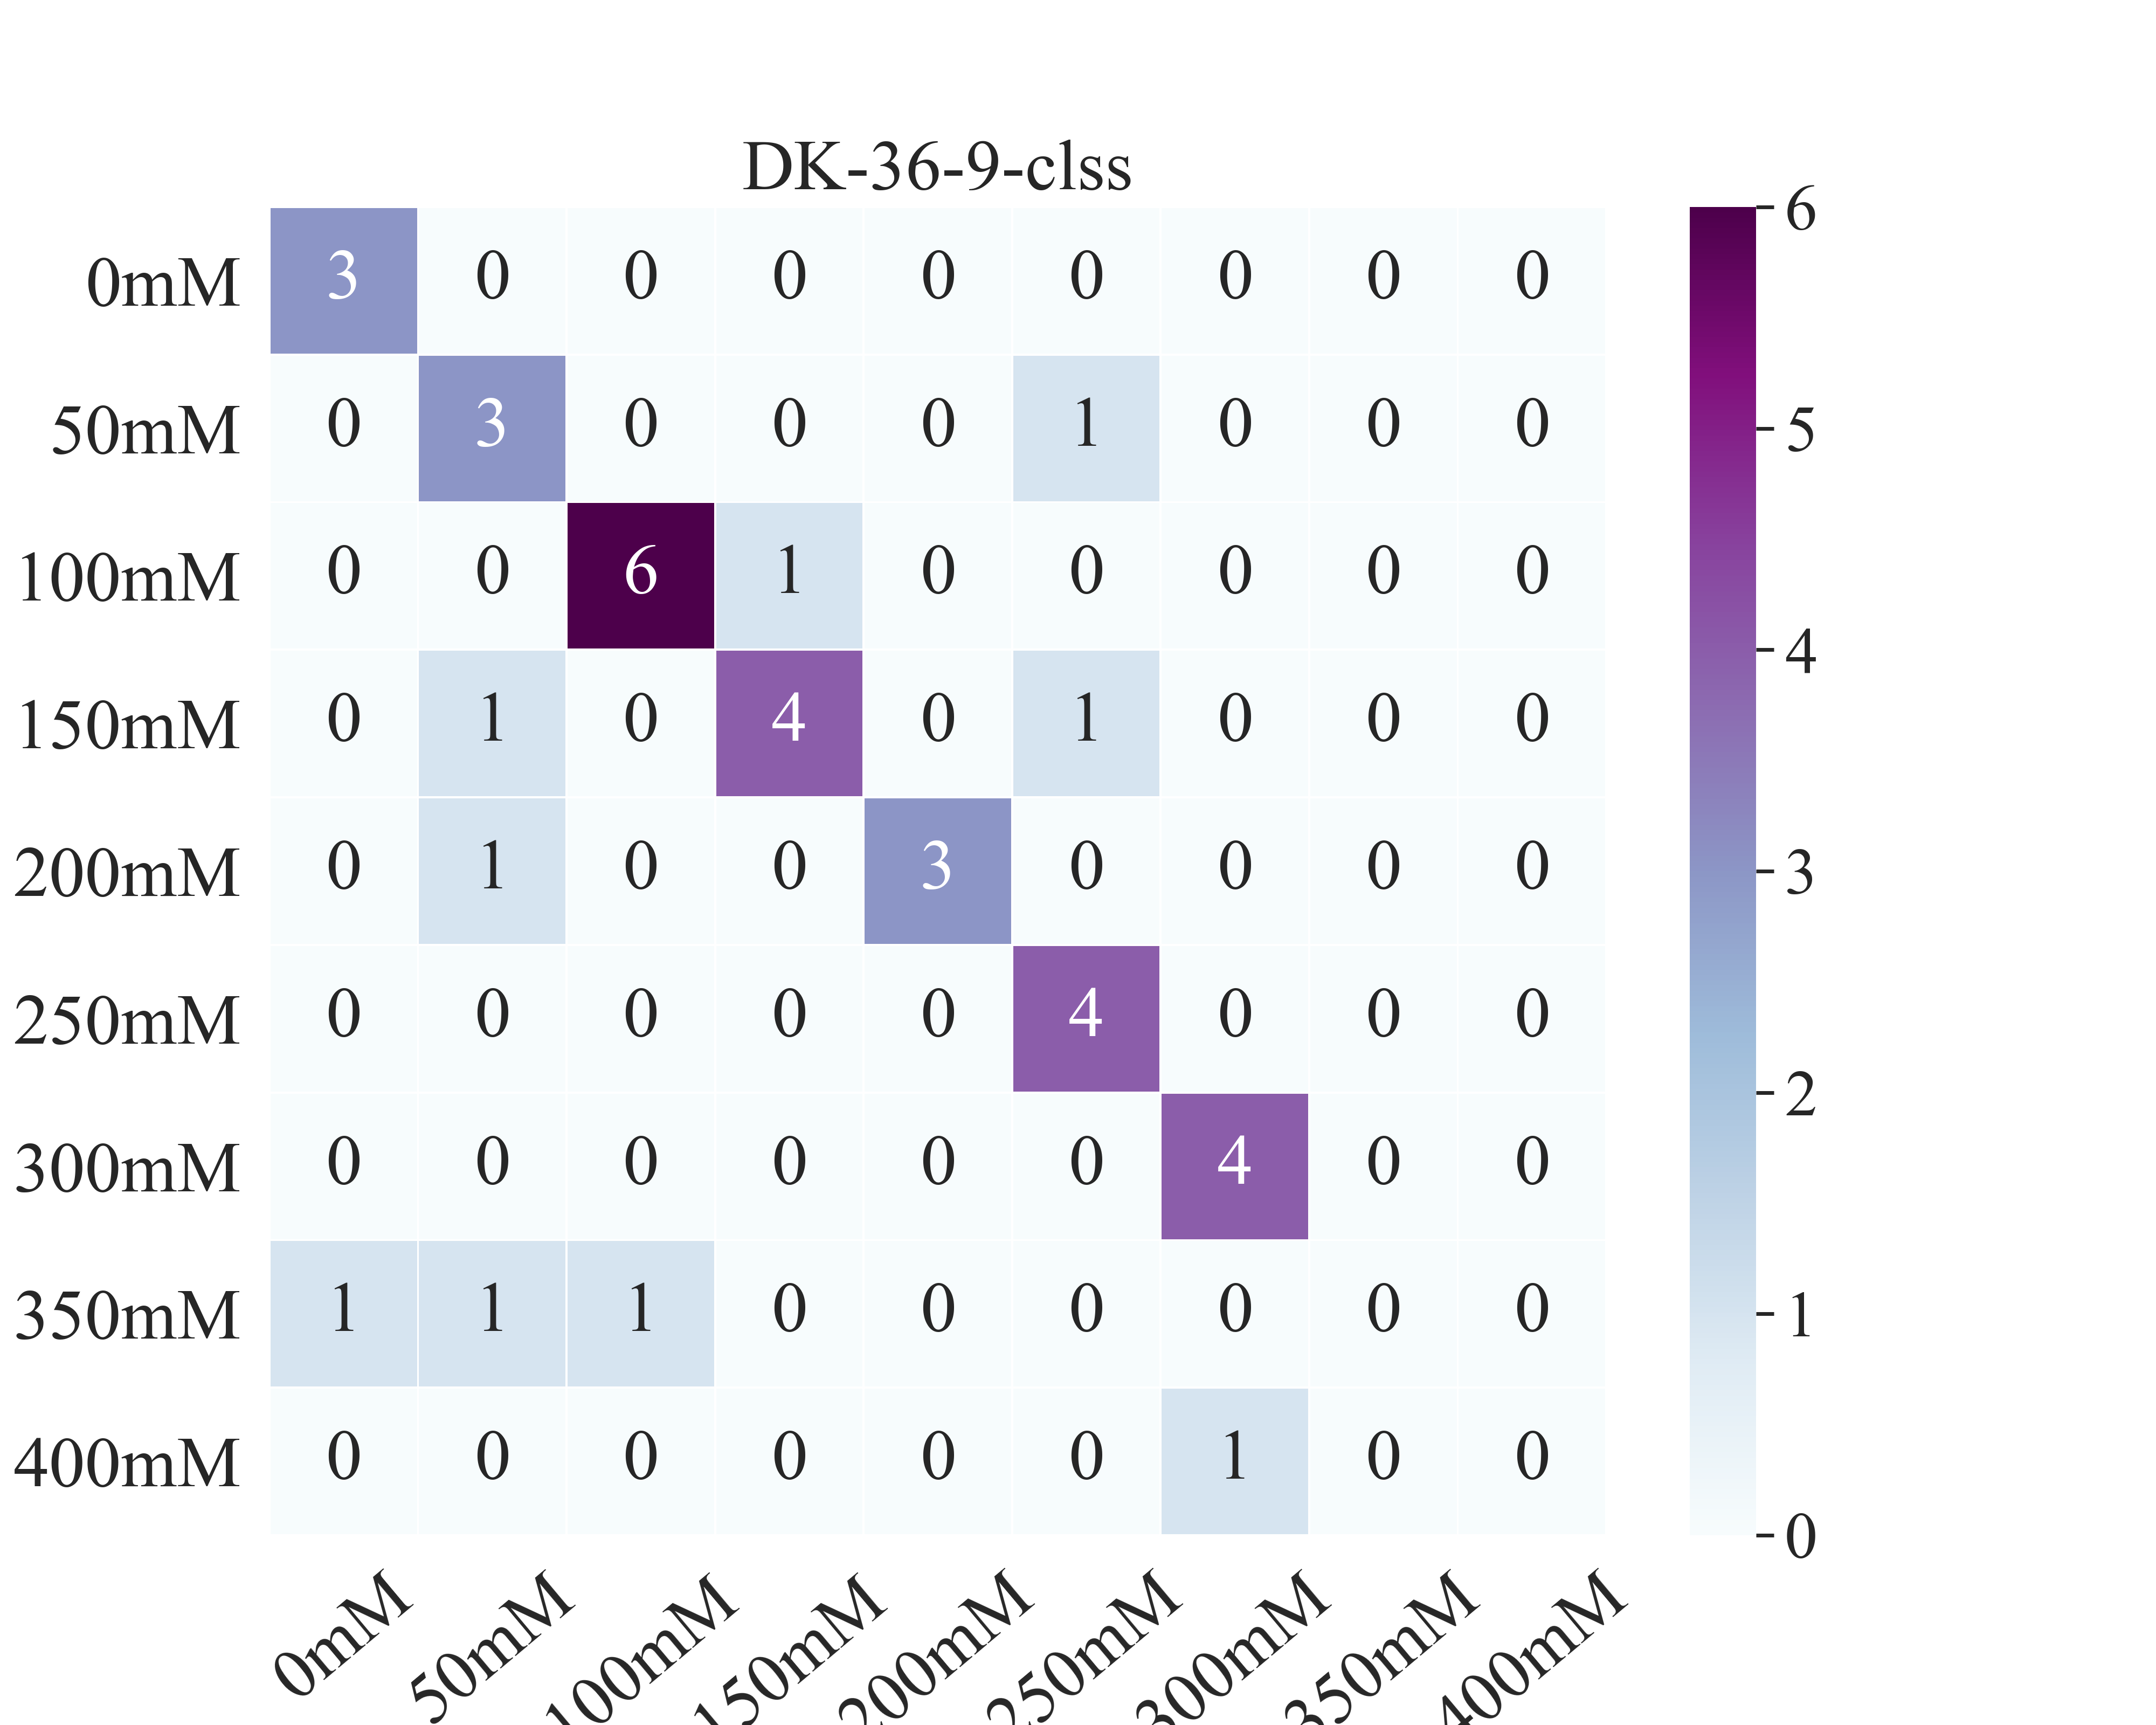 DK-36-9-clss
0mM 3 0 0 0 0 0 0 0 0
50mM 0 3 0 0 0 1 0 0 0
100mM 0 0 6 1 0 0 0 0 0
150mM 0 1 0 4 0 1 0 0 0
200mM 0 1 0 0 3 0 0 0 0
250mM 0 0 0 0 0 4 0 0 0
300mM 0 0 0 0 0 0 4 0 0
350mM 1 1 1 0 0 0 0 0 0
400mM 0 0 0 0 0 0 1 0 0
0mM 50mM 100mM 150mM 200mM 250mM 300mM 350mM 400mM
6
5
4
3
2
1
0